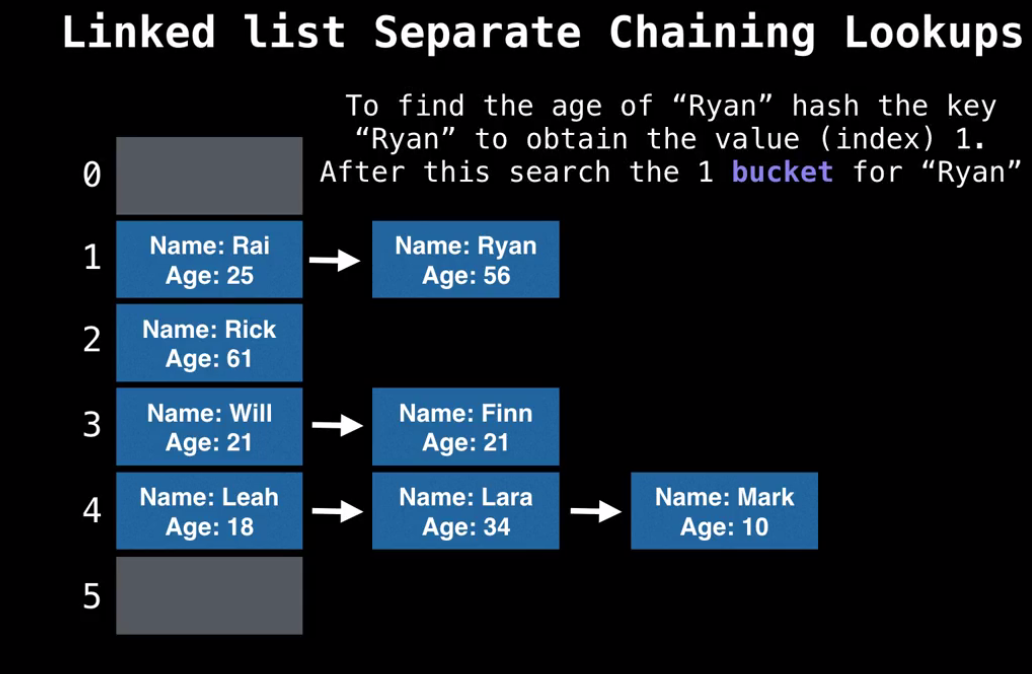 Linked list Separate Chaining Lookups
To find the age of “Ryan” hash the key
“Ryan” to obtain the value (index) 1.
After this search the 1 bucket for “Ryan”
0
1
Name: Rai
Age: 25
Name: Ryan
Age: 56
2
Name: Rick
Age: 61
3
Name: Will
Age: 21
Name: Finn
Age: 21
4
Name: Leah
Age: 18
Name: Lara
Age: 34
Name: Mark
Age: 10
5